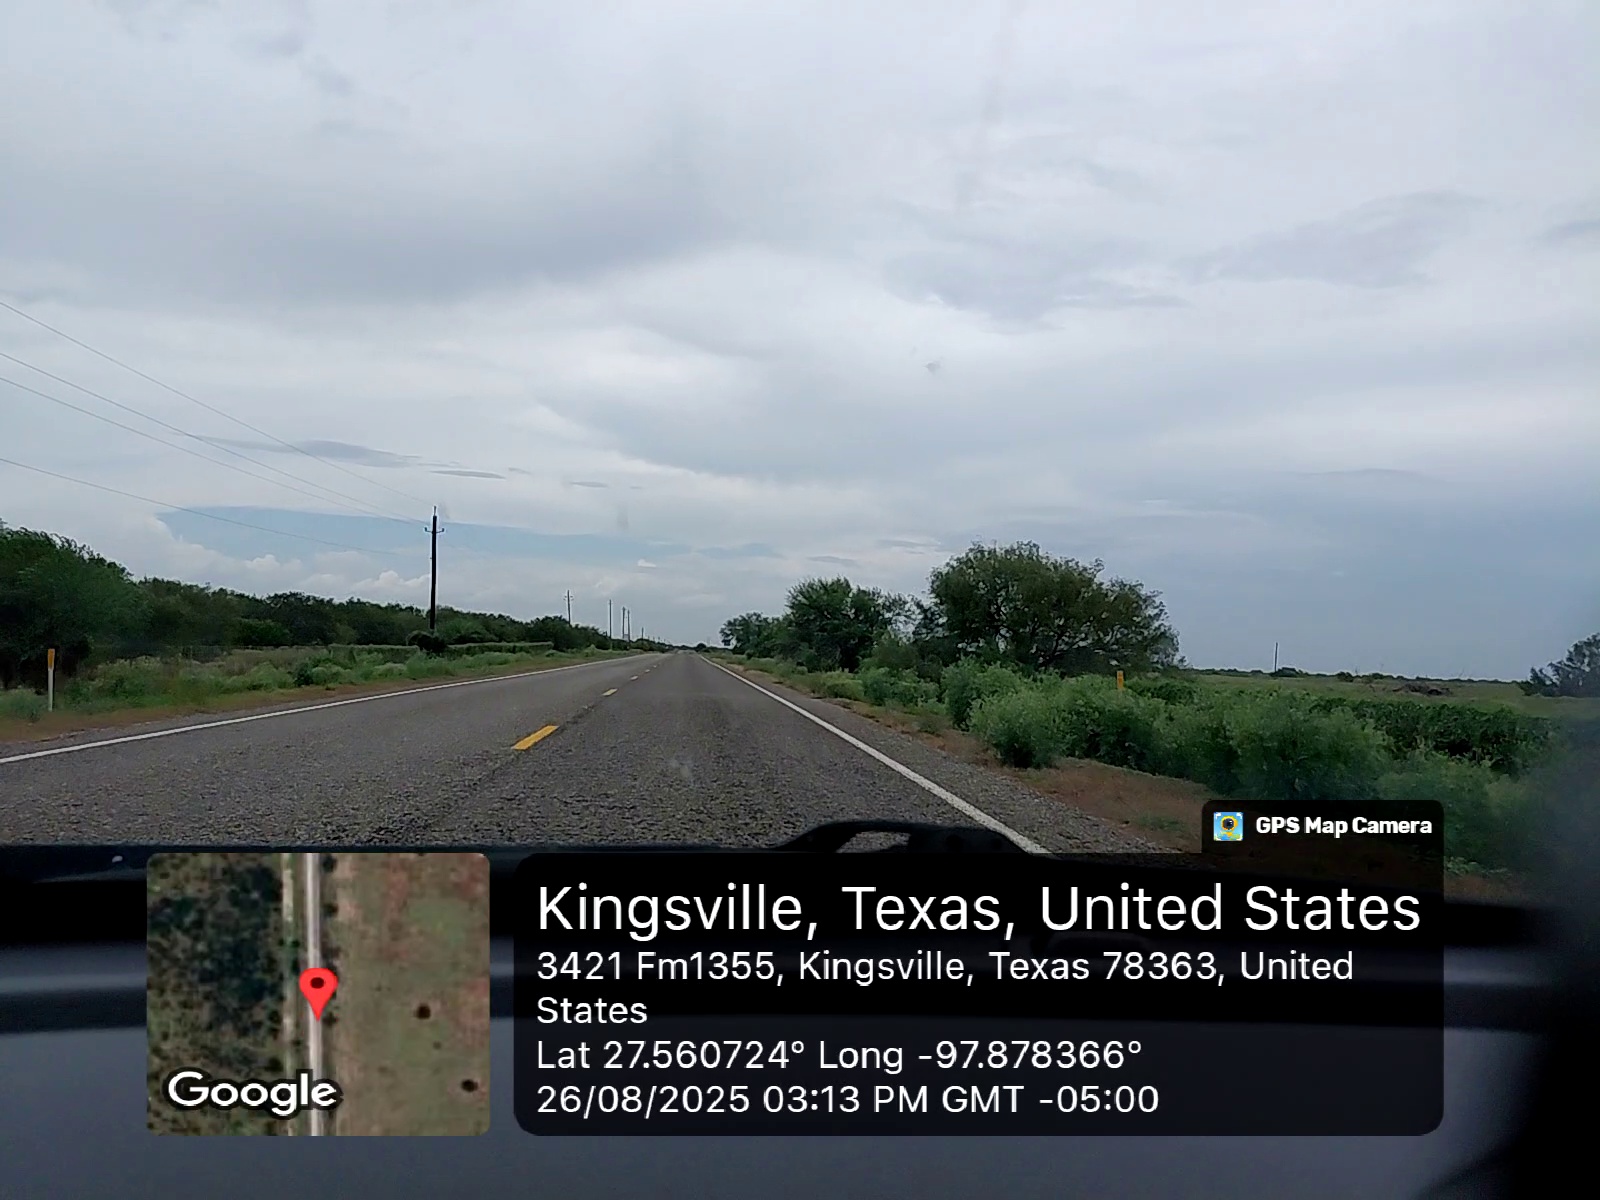 GPS Map Camera
Kingsville, Texas, United States
3421 Fm1355, Kingsville, Texas 78363, United
States
Lat 27.560724° Long -97.878366°
26/08/2025 03:13 PM GMT -05:00
Google